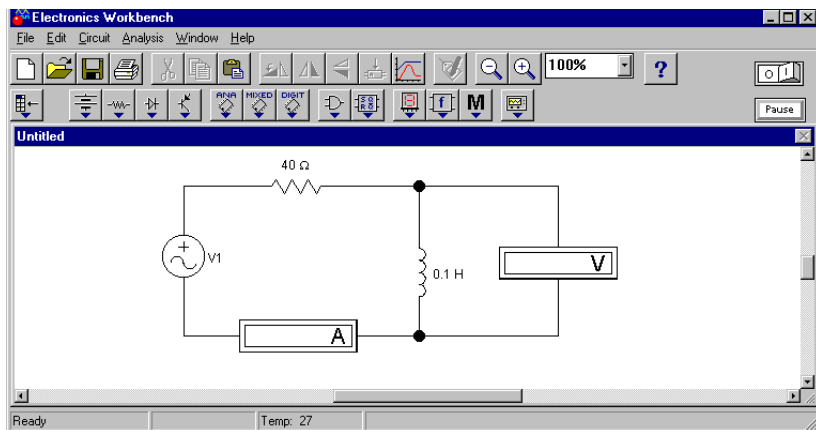 Electronics Workbench
File Edit Circuit Analysis Window Help
100% ?
O I
ANA MIXED DIGIT
f M
Pause
Untitled
40 Ω
V1
0.1 H
V
A
Ready Temp: 27